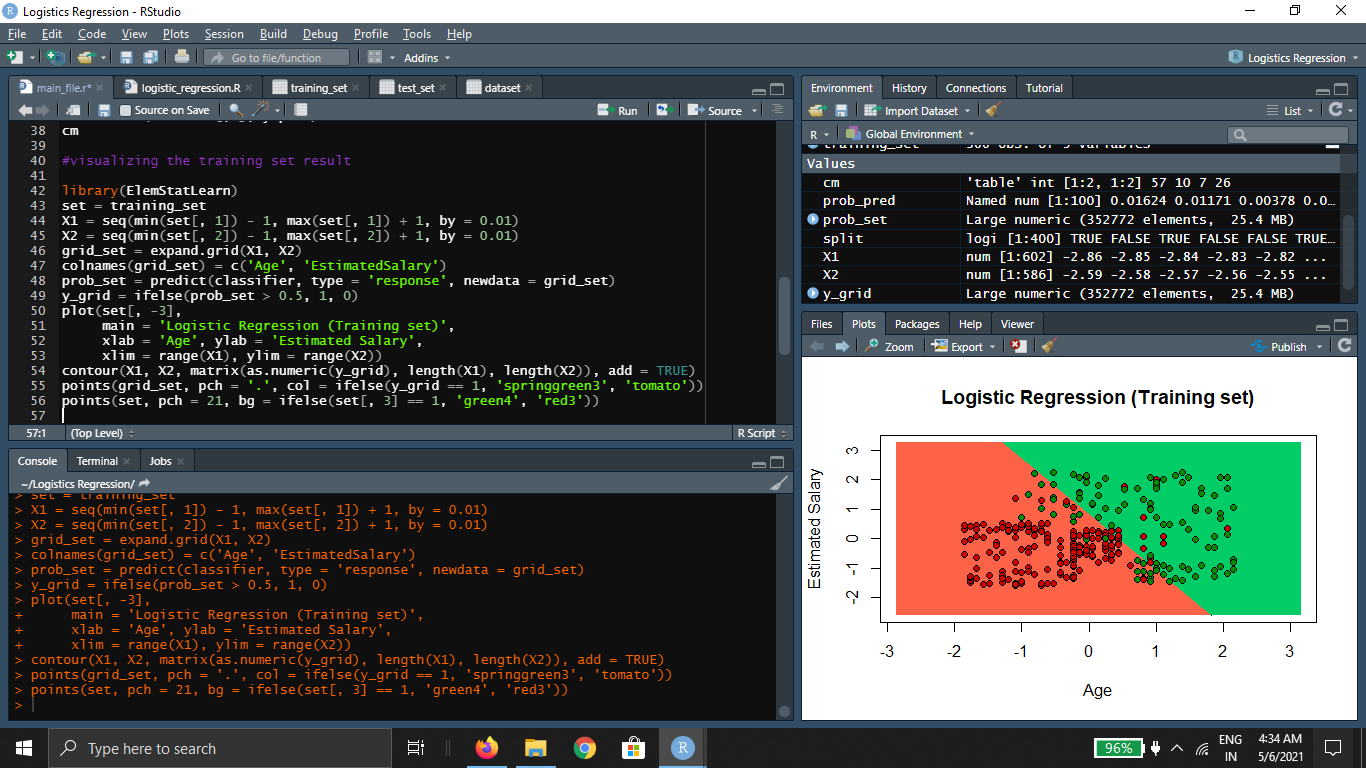 Logistics Regression - RStudio
File Edit Code View Plots Session Build Debug Profile Tools Help
Go to file/function
Addins
Logistics Regression
main_file.r*
logistic_regression.R
training_set
test_set
dataset
Source on Save
Run
Source
38 cm
39
40 #visualizing the training set result
41
42 library(ElemStatLearn)
43 set = training_set
44 X1 = seq(min(set[, 1]) - 1, max(set[, 1]) + 1, by = 0.01)
45 X2 = seq(min(set[, 2]) - 1, max(set[, 2]) + 1, by = 0.01)
46 grid_set = expand.grid(X1, X2)
47 colnames(grid_set) = c('Age', 'EstimatedSalary')
48 prob_set = predict(classifier, type = 'response', newdata = grid_set)
49 y_grid = ifelse(prob_set > 0.5, 1, 0)
50 plot(set[, -3],
51 main = 'Logistic Regression (Training set)',
52 xlab = 'Age', ylab = 'Estimated Salary',
53 xlim = range(X1), ylim = range(X2))
54 contour(X1, X2, matrix(as.numeric(y_grid), length(X1), length(X2)), add = TRUE)
55 points(grid_set, pch = '.', col = ifelse(y_grid == 1, 'springgreen3', 'tomato'))
56 points(set, pch = 21, bg = ifelse(set[, 3] == 1, 'green4', 'red3'))
57
57:1 (Top Level) R Script
Console Terminal Jobs
~/Logistics Regression/
> set = training_set
> X1 = seq(min(set[, 1]) - 1, max(set[, 1]) + 1, by = 0.01)
> X2 = seq(min(set[, 2]) - 1, max(set[, 2]) + 1, by = 0.01)
> grid_set = expand.grid(X1, X2)
> colnames(grid_set) = c('Age', 'EstimatedSalary')
> prob_set = predict(classifier, type = 'response', newdata = grid_set)
> y_grid = ifelse(prob_set > 0.5, 1, 0)
> plot(set[, -3],
+ main = 'Logistic Regression (Training set)',
+ xlab = 'Age', ylab = 'Estimated Salary',
+ xlim = range(X1), ylim = range(X2))
> contour(X1, X2, matrix(as.numeric(y_grid), length(X1), length(X2)), add = TRUE)
> points(grid_set, pch = '.', col = ifelse(y_grid == 1, 'springgreen3', 'tomato'))
> points(set, pch = 21, bg = ifelse(set[, 3] == 1, 'green4', 'red3'))
>
Environment History Connections Tutorial
Import Dataset
List
R Global Environment
training_set 300 obs. of 3 variables
Values
cm 'table' int [1:2, 1:2] 57 10 7 26
prob_pred Named num [1:100] 0.01624 0.01171 0.00378 0.0...
prob_set Large numeric (352772 elements, 25.4 MB)
split logi [1:400] TRUE FALSE TRUE FALSE FALSE TRUE...
X1 num [1:602] -2.86 -2.85 -2.84 -2.83 -2.82 ...
X2 num [1:586] -2.59 -2.58 -2.57 -2.56 -2.55 ...
y_grid Large numeric (352772 elements, 25.4 MB)
Files Plots Packages Help Viewer
Zoom Export Publish
Logistic Regression (Training set)
Estimated Salary
3
2
1
0
-1
-2
-3 -2 -1 0 1 2 3
Age
Type here to search
R
96%
ENG
IN
4:34 AM
5/6/2021